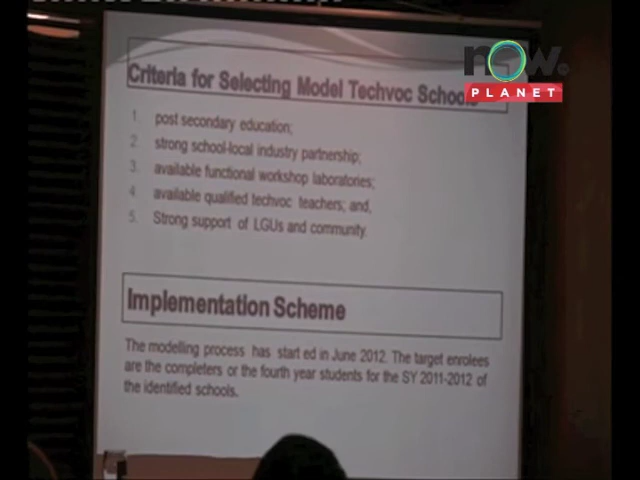 now.
PLANET
Criteria for Selecting Model Techvoc Schools
1. post secondary education;
2. strong school-local industry partnership;
3. available functional workshop laboratories;
4. available qualified techvoc teachers; and,
5. Strong support of LGUs and community.
Implementation Scheme
The modelling process has start ed in June 2012. The target enrolees
are the completers or the fourth year students for the SY 2011-2012 of
the identified schools.